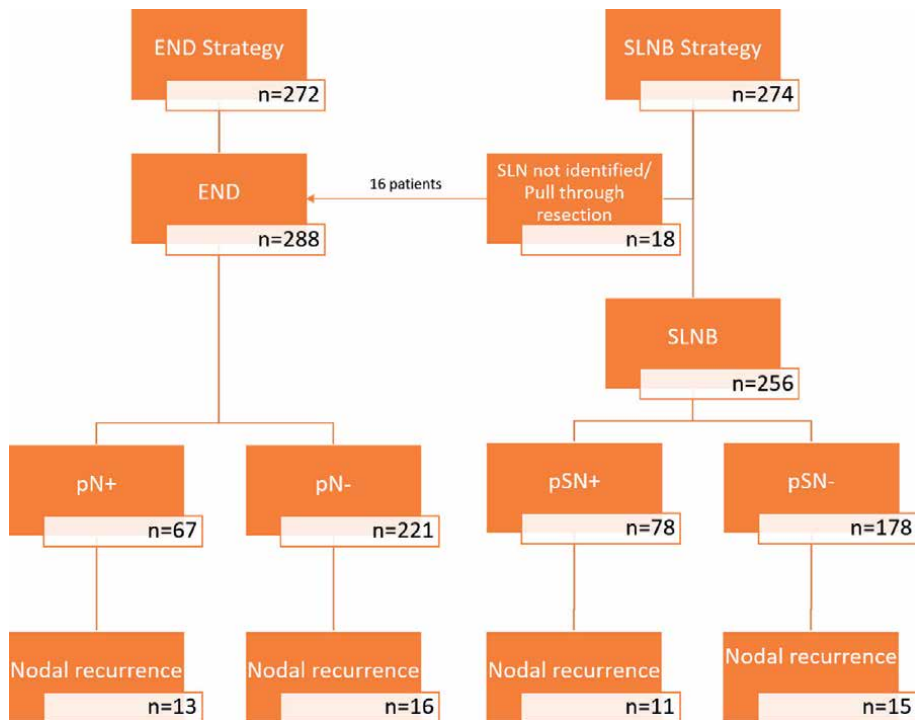 END Strategy
n=272
SLNB Strategy
n=274
END
n=288
16 patients
SLN not identified/
Pull through
resection
n=18
SLNB
n=256
pN+
n=67
pN-
n=221
pSN+
n=78
pSN-
n=178
Nodal recurrence
n=13
Nodal recurrence
n=16
Nodal recurrence
n=11
Nodal recurrence
n=15